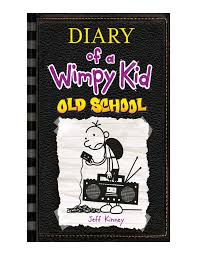 DIARY
of a
Wimpy Kid
OLD SCHOOL
Jeff Kinney